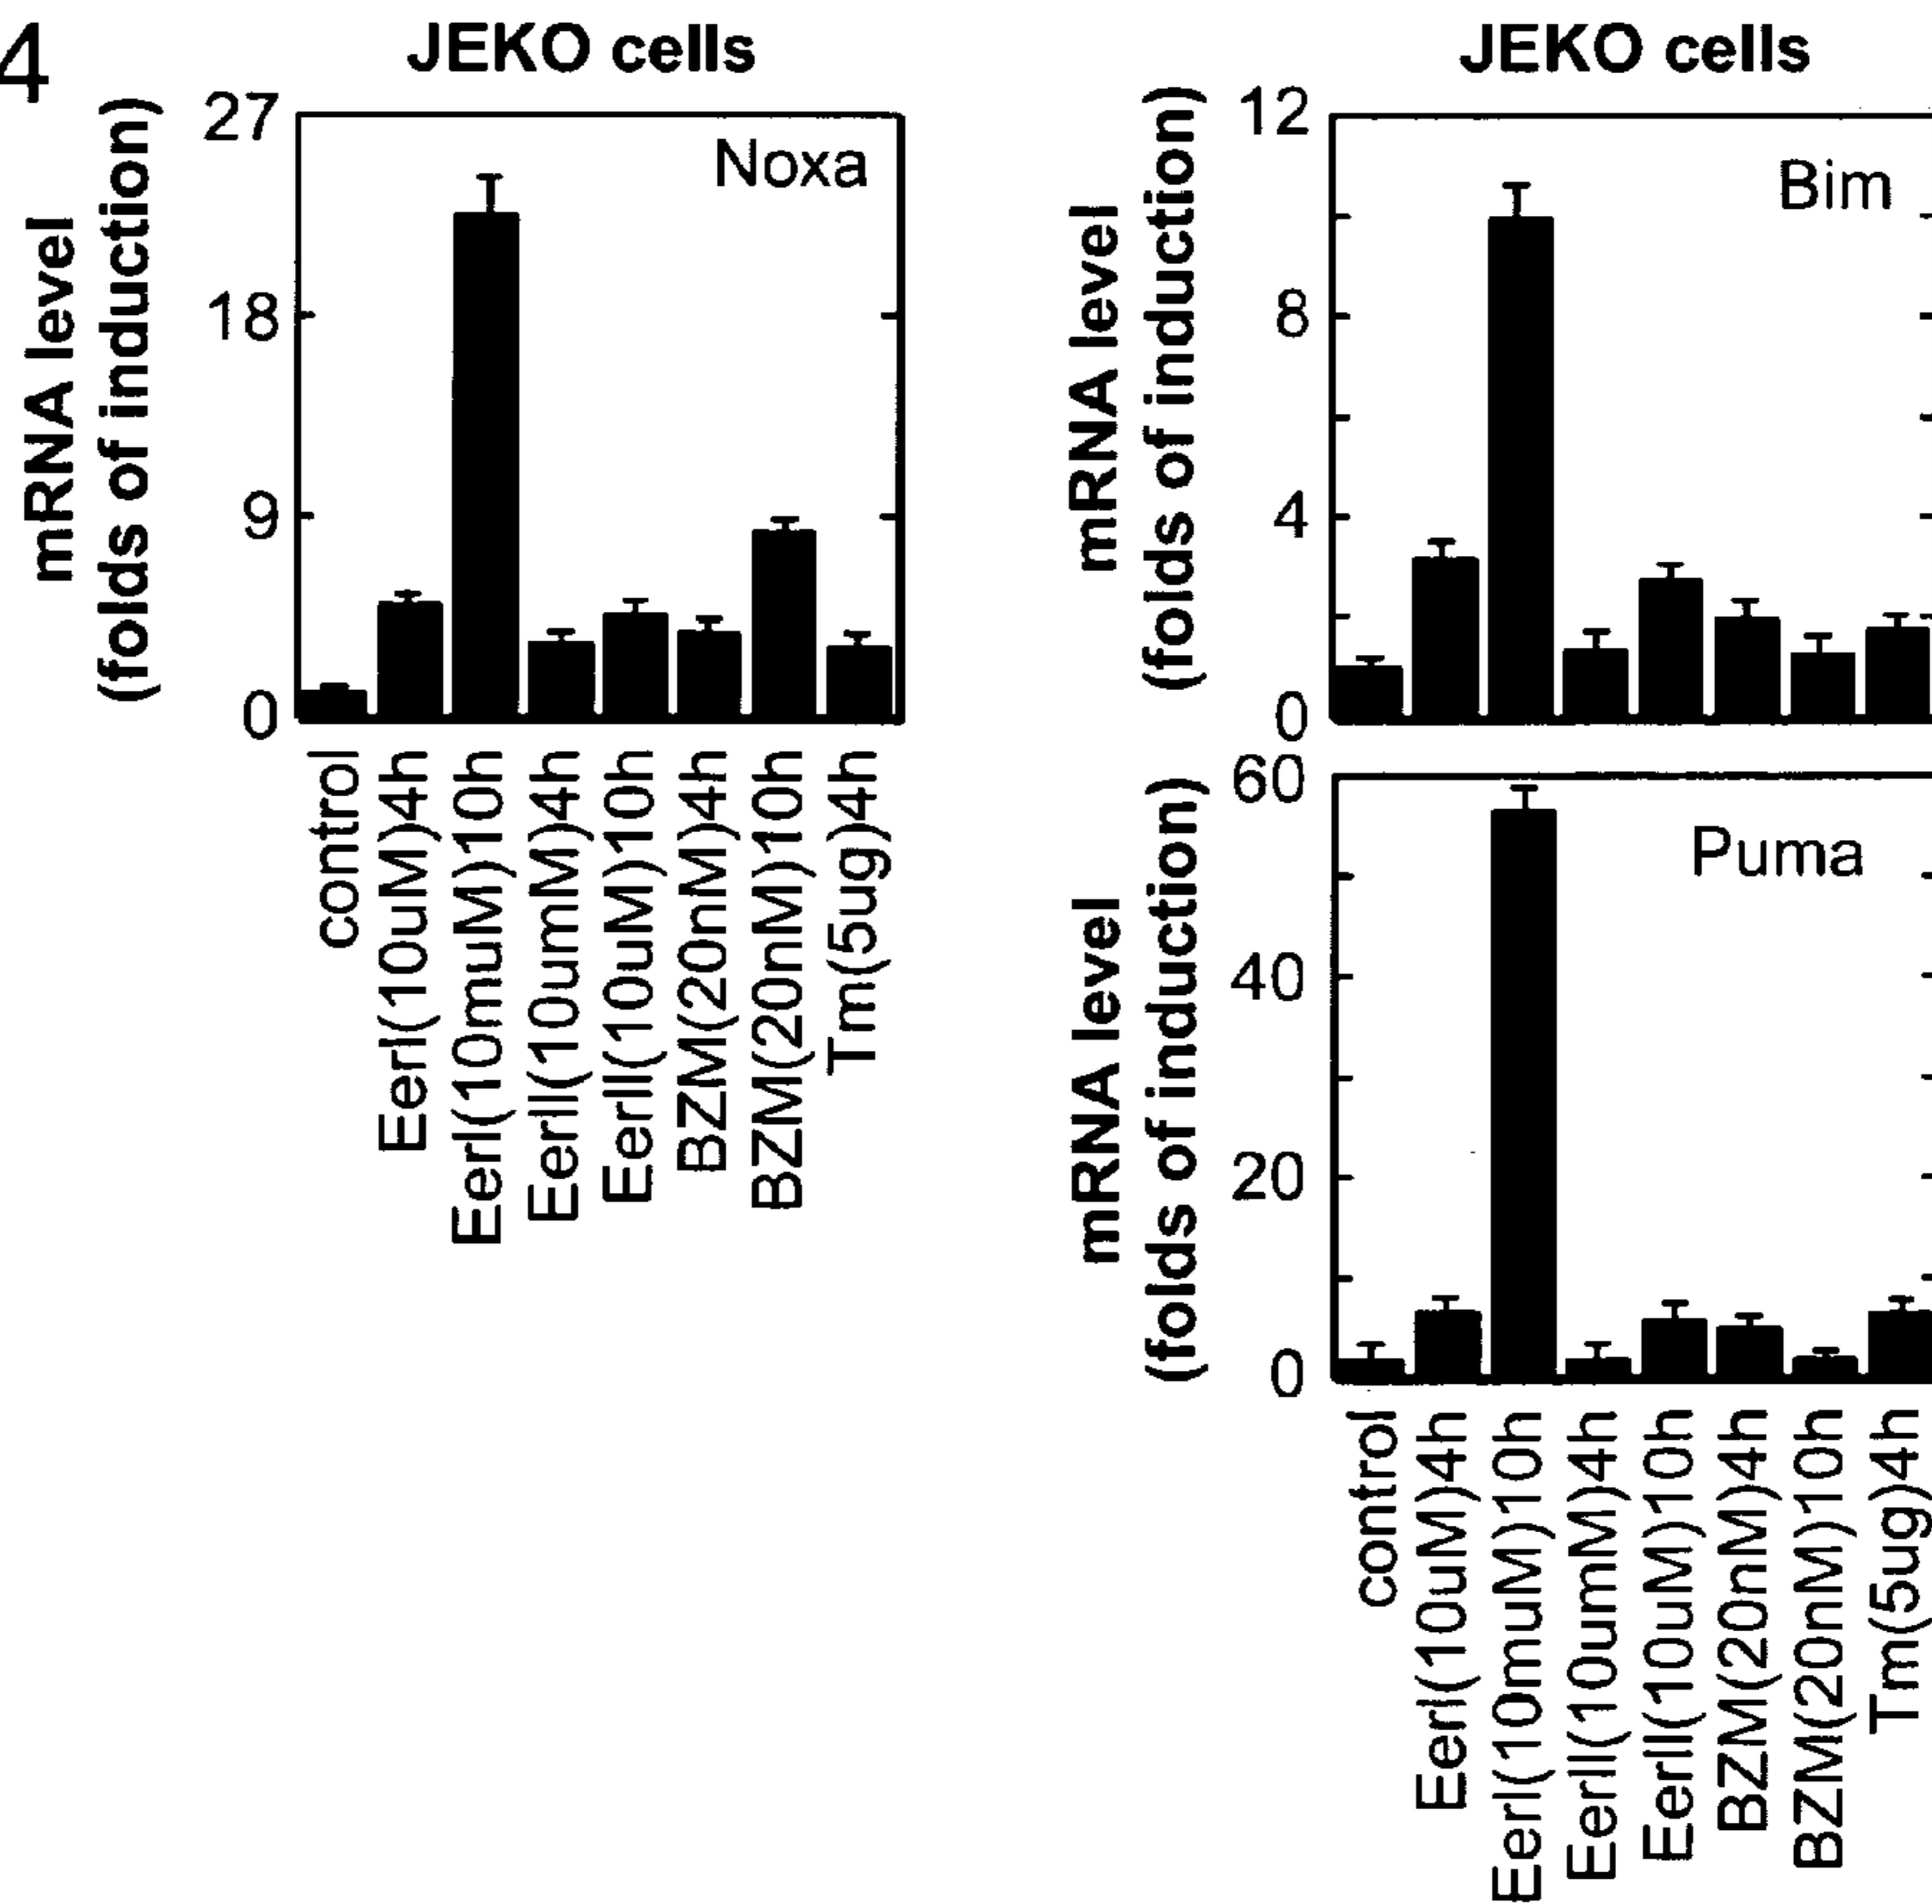 4
JEKO cells
mRNA level
(folds of induction)
27
18
9
0
Noxa
control
EerI(10uM)4h
EerI(10muM)10h
EerII(10umM)4h
EerII(10uM)10h
BZM(20nM)4h
BZM(20nM)10h
Tm(5ug)4h
JEKO cells
mRNA level
(folds of induction)
12
8
4
0
Bim
mRNA level
(folds of induction)
60
40
20
0
Puma
control
EerI(10uM)4h
EerI(10muM)10h
EerII(10umM)4h
EerII(10uM)10h
BZM(20nM)4h
BZM(20nM)10h
Tm(5ug)4h